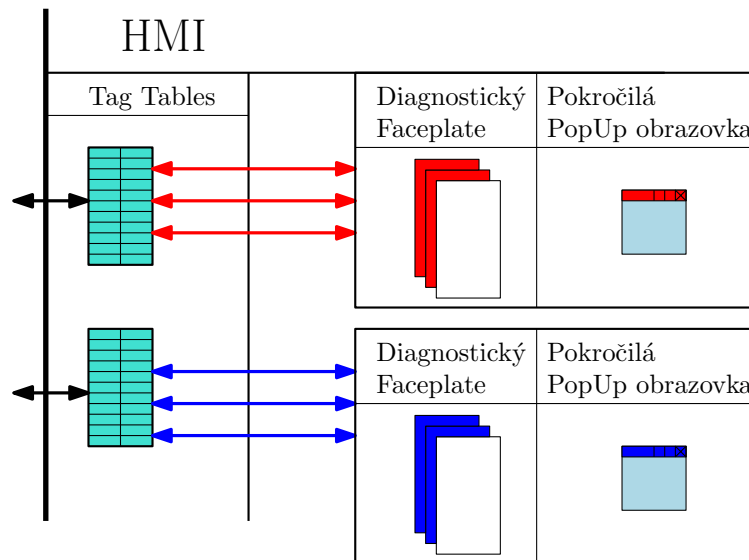 HMI
Tag Tables
Diagnostický
Faceplate
Pokročilá
PopUp obrazovka
Diagnostický
Faceplate
Pokročilá
PopUp obrazovka